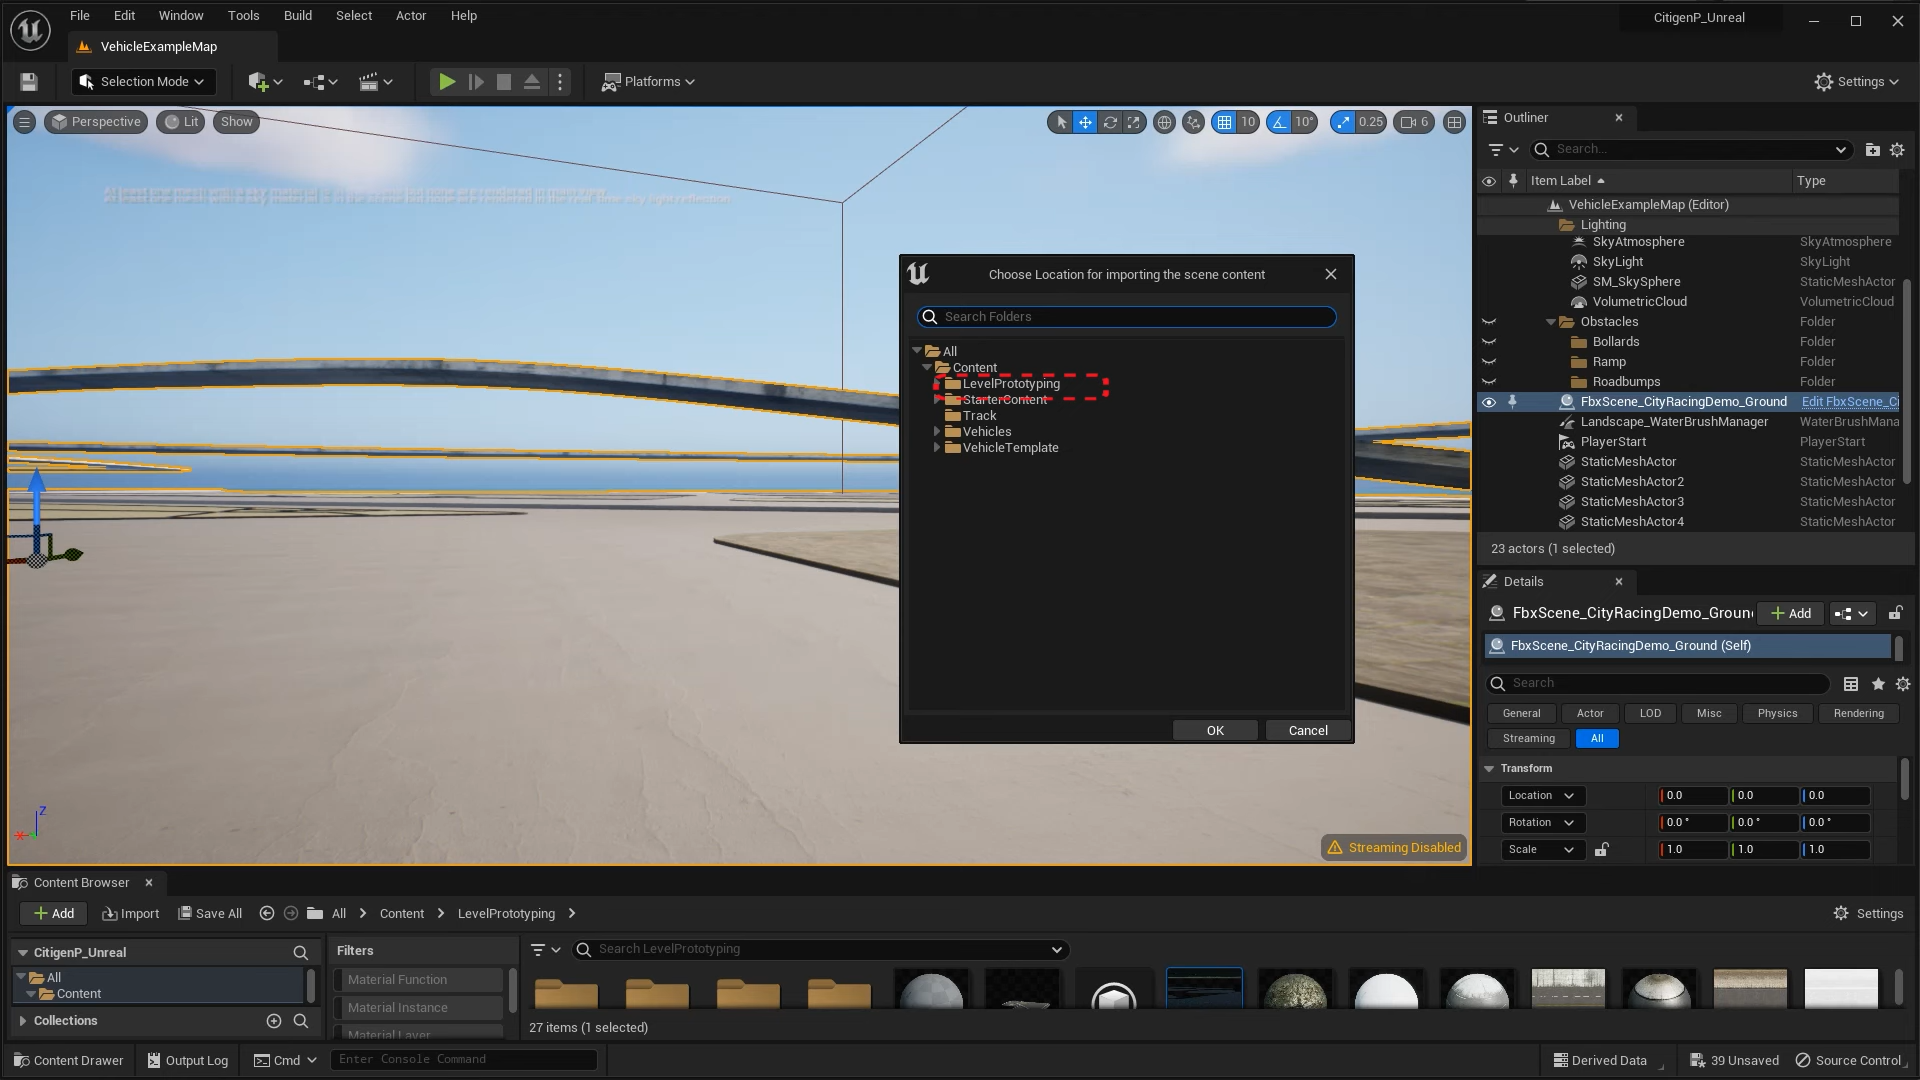 File Edit Window Tools Build Select Actor Help
CitigenP_Unreal
VehicleExampleMap
Selection Mode
Platforms
Settings
Perspective Lit Show
10 10° 0.25 6
Outliner
Search...
Item Label Type
VehicleExampleMap (Editor)
Lighting
SkyAtmosphere SkyAtmosphere
SkyLight SkyLight
SM_SkySphere StaticMeshActor
VolumetricCloud VolumetricCloud
Obstacles Folder
Bollards Folder
Ramp Folder
Roadbumps Folder
FbxScene_CityRacingDemo_Ground Edit FbxScene_Ci
Landscape_WaterBrushManager WaterBrushMana
PlayerStart PlayerStart
StaticMeshActor StaticMeshActor
StaticMeshActor2 StaticMeshActor
StaticMeshActor3 StaticMeshActor
StaticMeshActor4 StaticMeshActor
23 actors (1 selected)
Choose Location for importing the scene content
Search Folders
All
Content
LevelPrototyping
StarterContent
Track
Vehicles
VehicleTemplate
OK Cancel
Details
FbxScene_CityRacingDemo_Groun Add
FbxScene_CityRacingDemo_Ground (Self)
Search
General Actor LOD Misc Physics Rendering
Streaming All
Transform
Location 0.0 0.0 0.0
Rotation 0.0 ° 0.0 ° 0.0 °
Scale 1.0 1.0 1.0
Z
X
Streaming Disabled
Content Browser
Add Import Save All All Content LevelPrototyping Settings
CitigenP_Unreal
All
Content
Collections
Filters
Material Function
Material Instance
Material Layer
Search LevelPrototyping
27 items (1 selected)
Content Drawer Output Log Cmd Enter Console Command
Derived Data 39 Unsaved Source Control